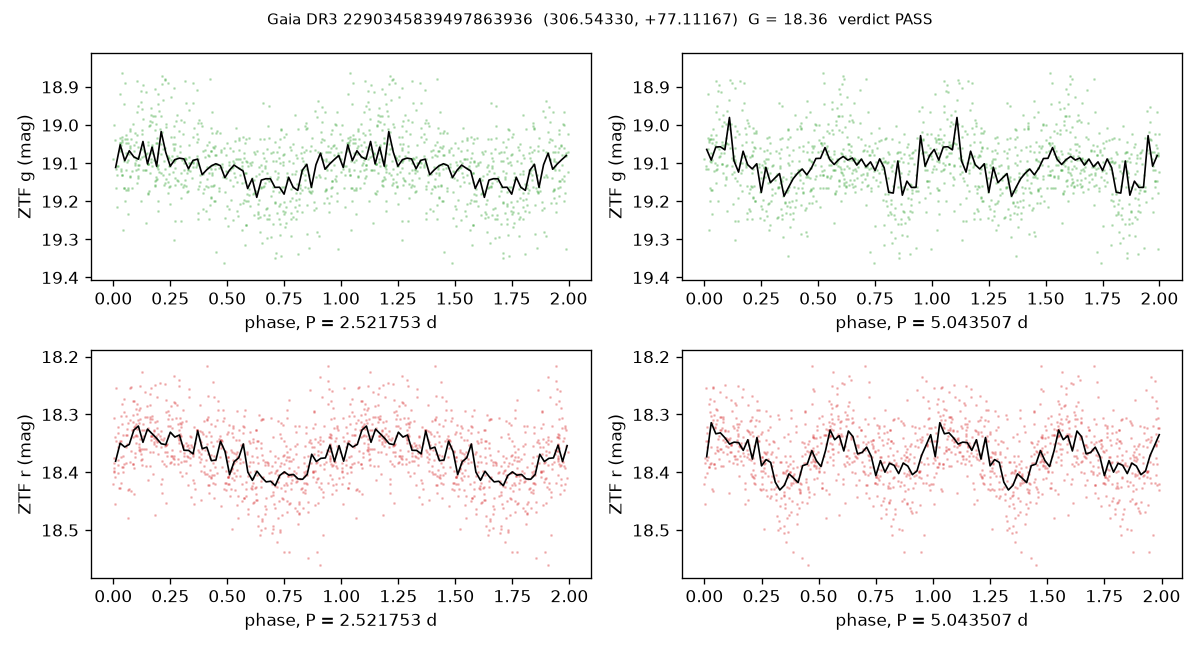 Gaia DR3 2290345839497863936 (306.54330, +77.11167) G = 18.36 verdict PASS
ZTF g (mag)
18.9
19.0
19.1
19.2
19.3
19.4
0.00 0.25 0.50 0.75 1.00 1.25 1.50 1.75 2.00
phase, P = 2.521753 d
ZTF g (mag)
18.9
19.0
19.1
19.2
19.3
19.4
0.00 0.25 0.50 0.75 1.00 1.25 1.50 1.75 2.00
phase, P = 5.043507 d
ZTF r (mag)
18.2
18.3
18.4
18.5
0.00 0.25 0.50 0.75 1.00 1.25 1.50 1.75 2.00
phase, P = 2.521753 d
ZTF r (mag)
18.2
18.3
18.4
18.5
0.00 0.25 0.50 0.75 1.00 1.25 1.50 1.75 2.00
phase, P = 5.043507 d